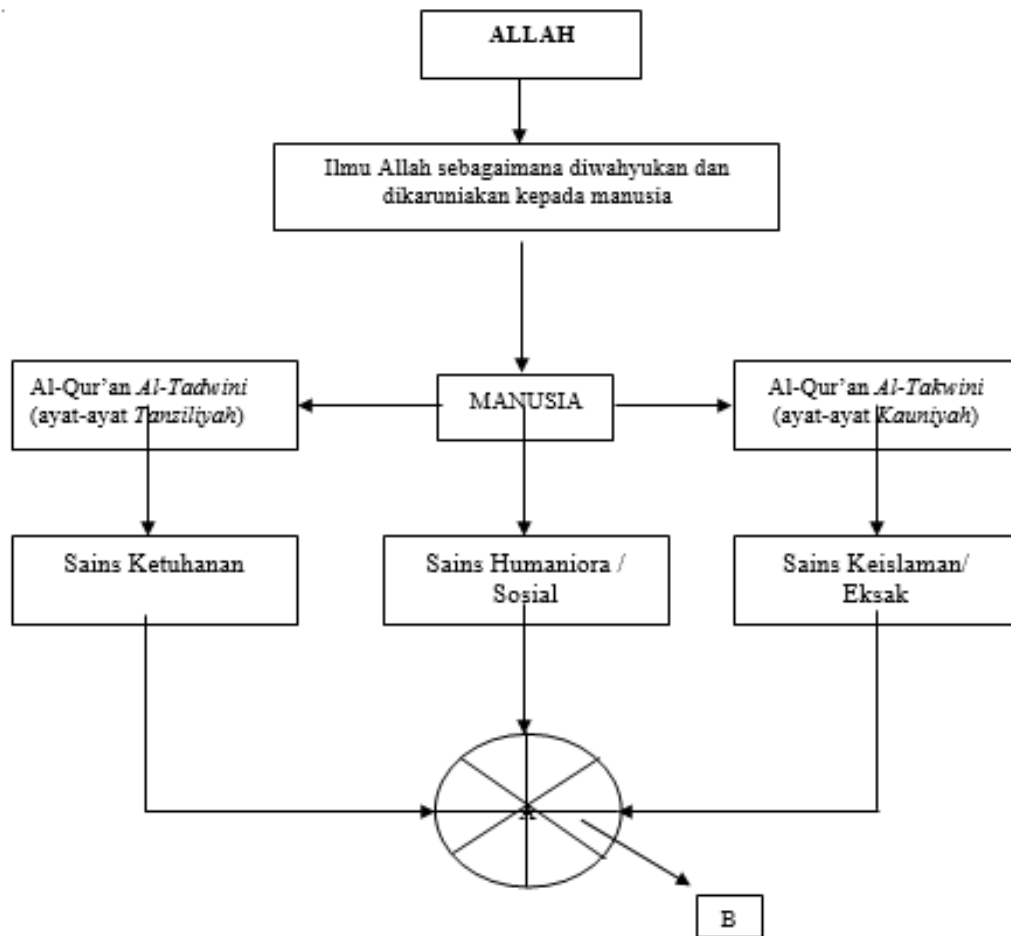 ALLAH
Ilmu Allah sebagaimana diwahyukan dan
dikaruniakan kepada manusia
Al-Qur'an Al-Tadwini
(ayat-ayat Tanziliyah)
MANUSIA
Al-Qur'an Al-Takwini
(ayat-ayat Kauniyah)
Sains Ketuhanan
Sains Humaniora /
Sosial
Sains Keislaman/
Eksak
B